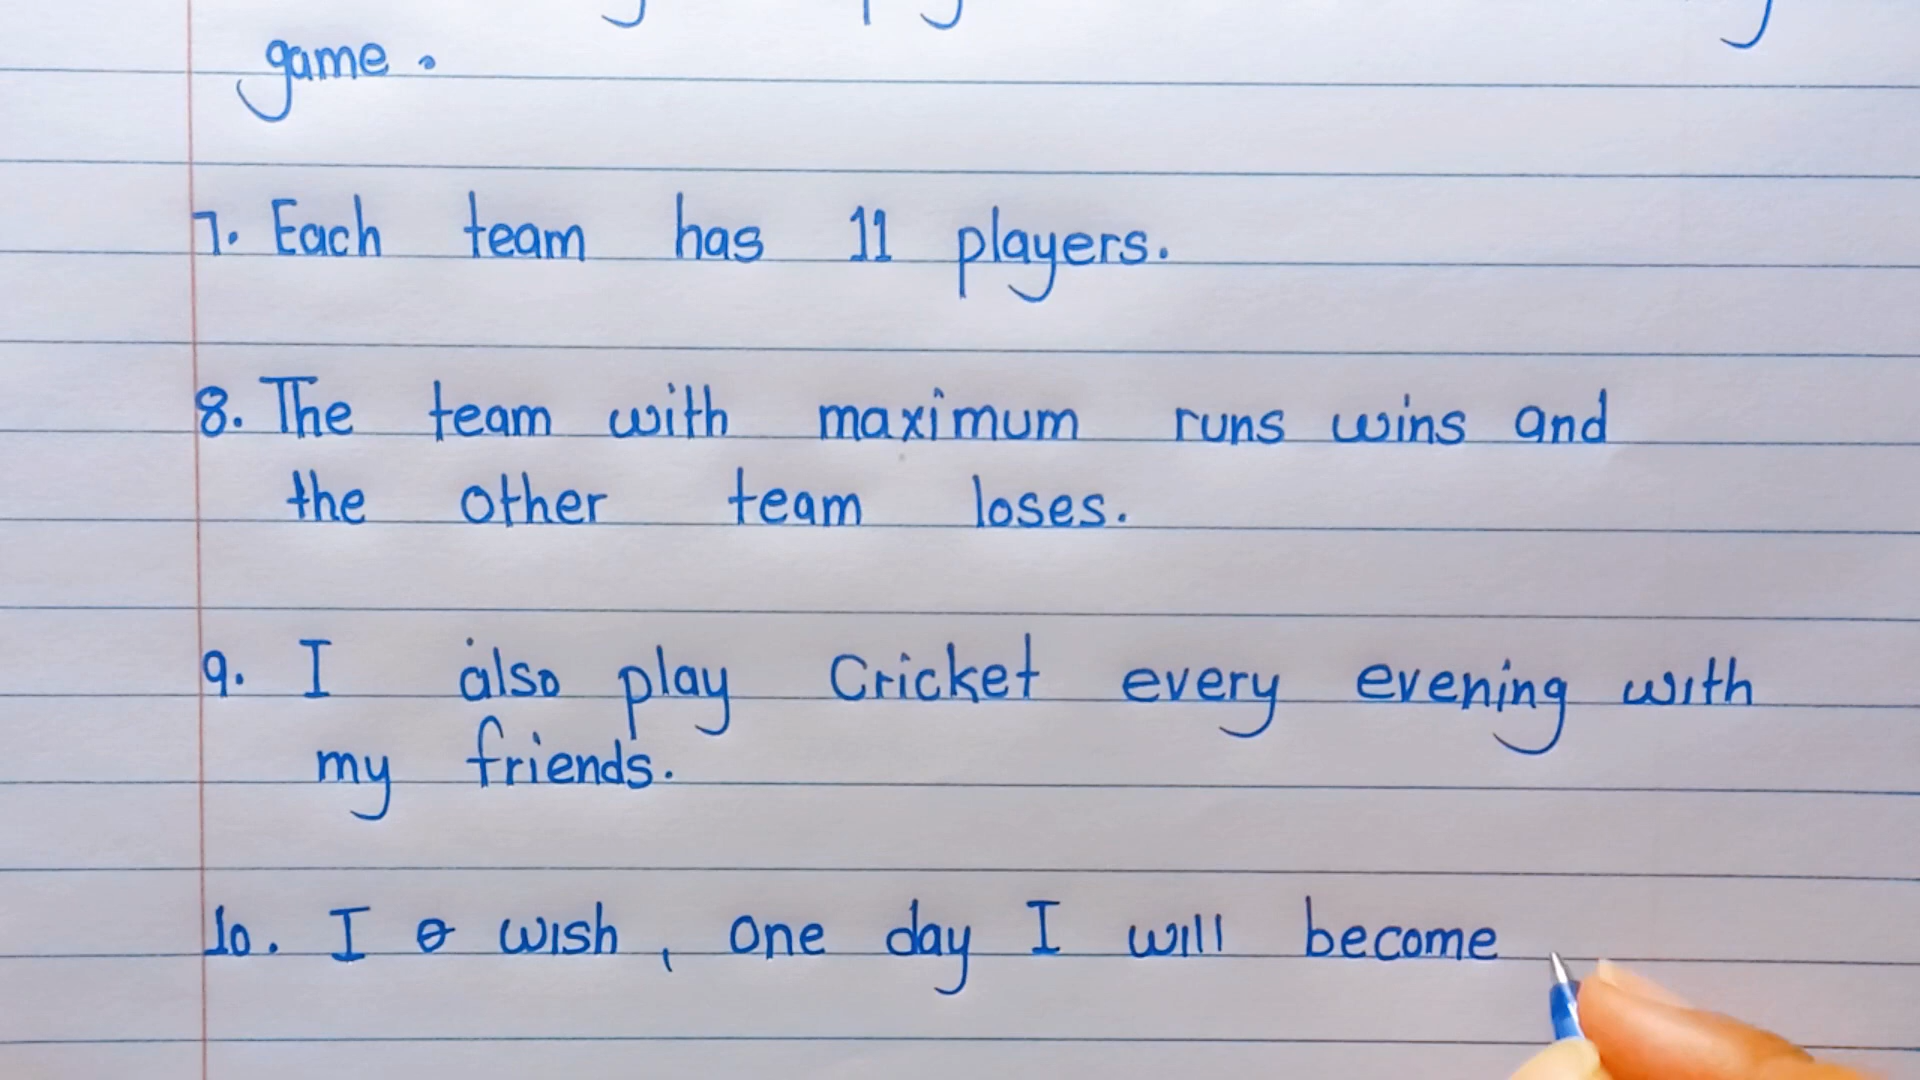 game.
7. Each team has 11 players.
8. The team with maximum runs wins and
the other team loses.
9. I also play Cricket every evening with
my friends.
10. I wish, one day I will become